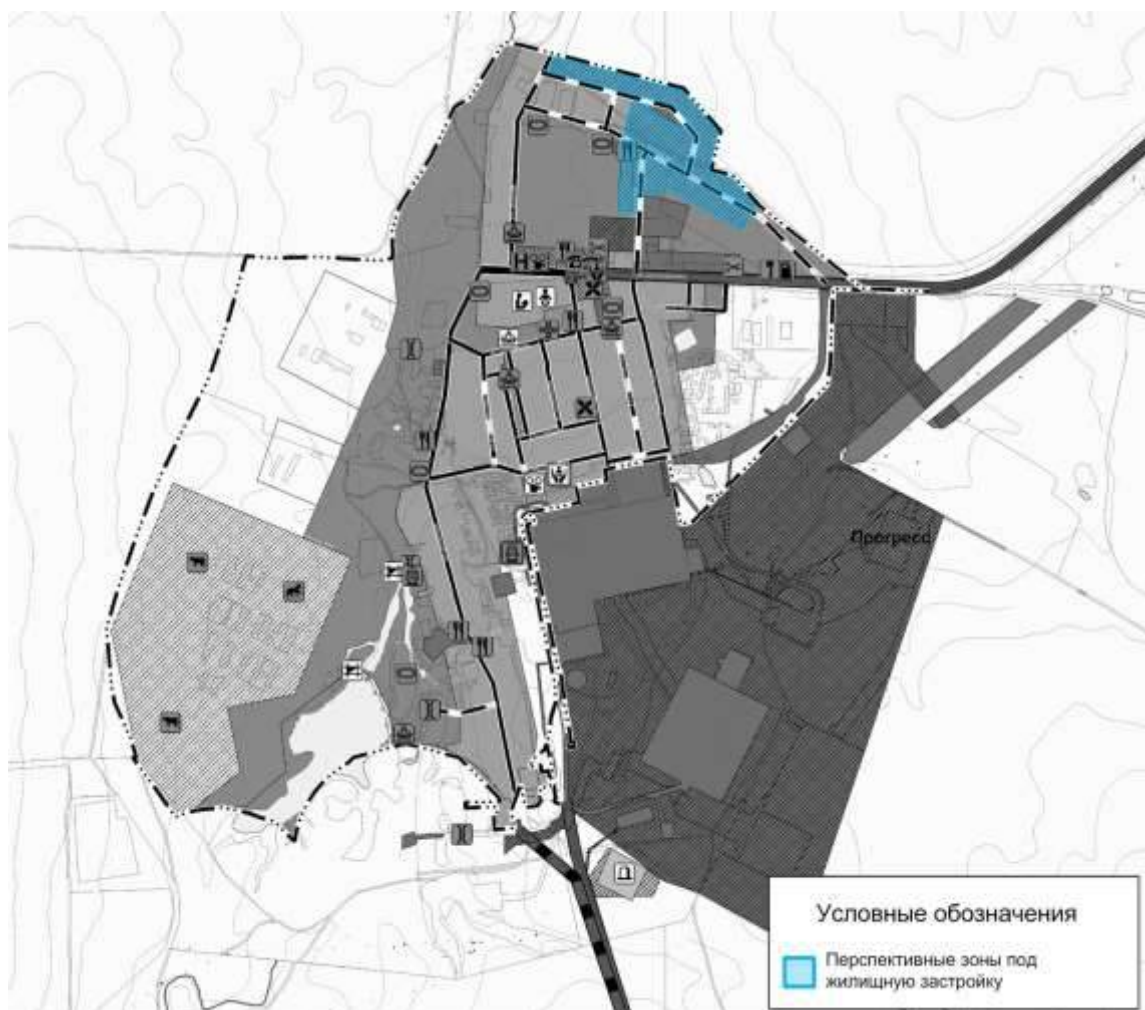 Прогресс
Условные обозначения
Перспективные зоны под
жилищную застройку